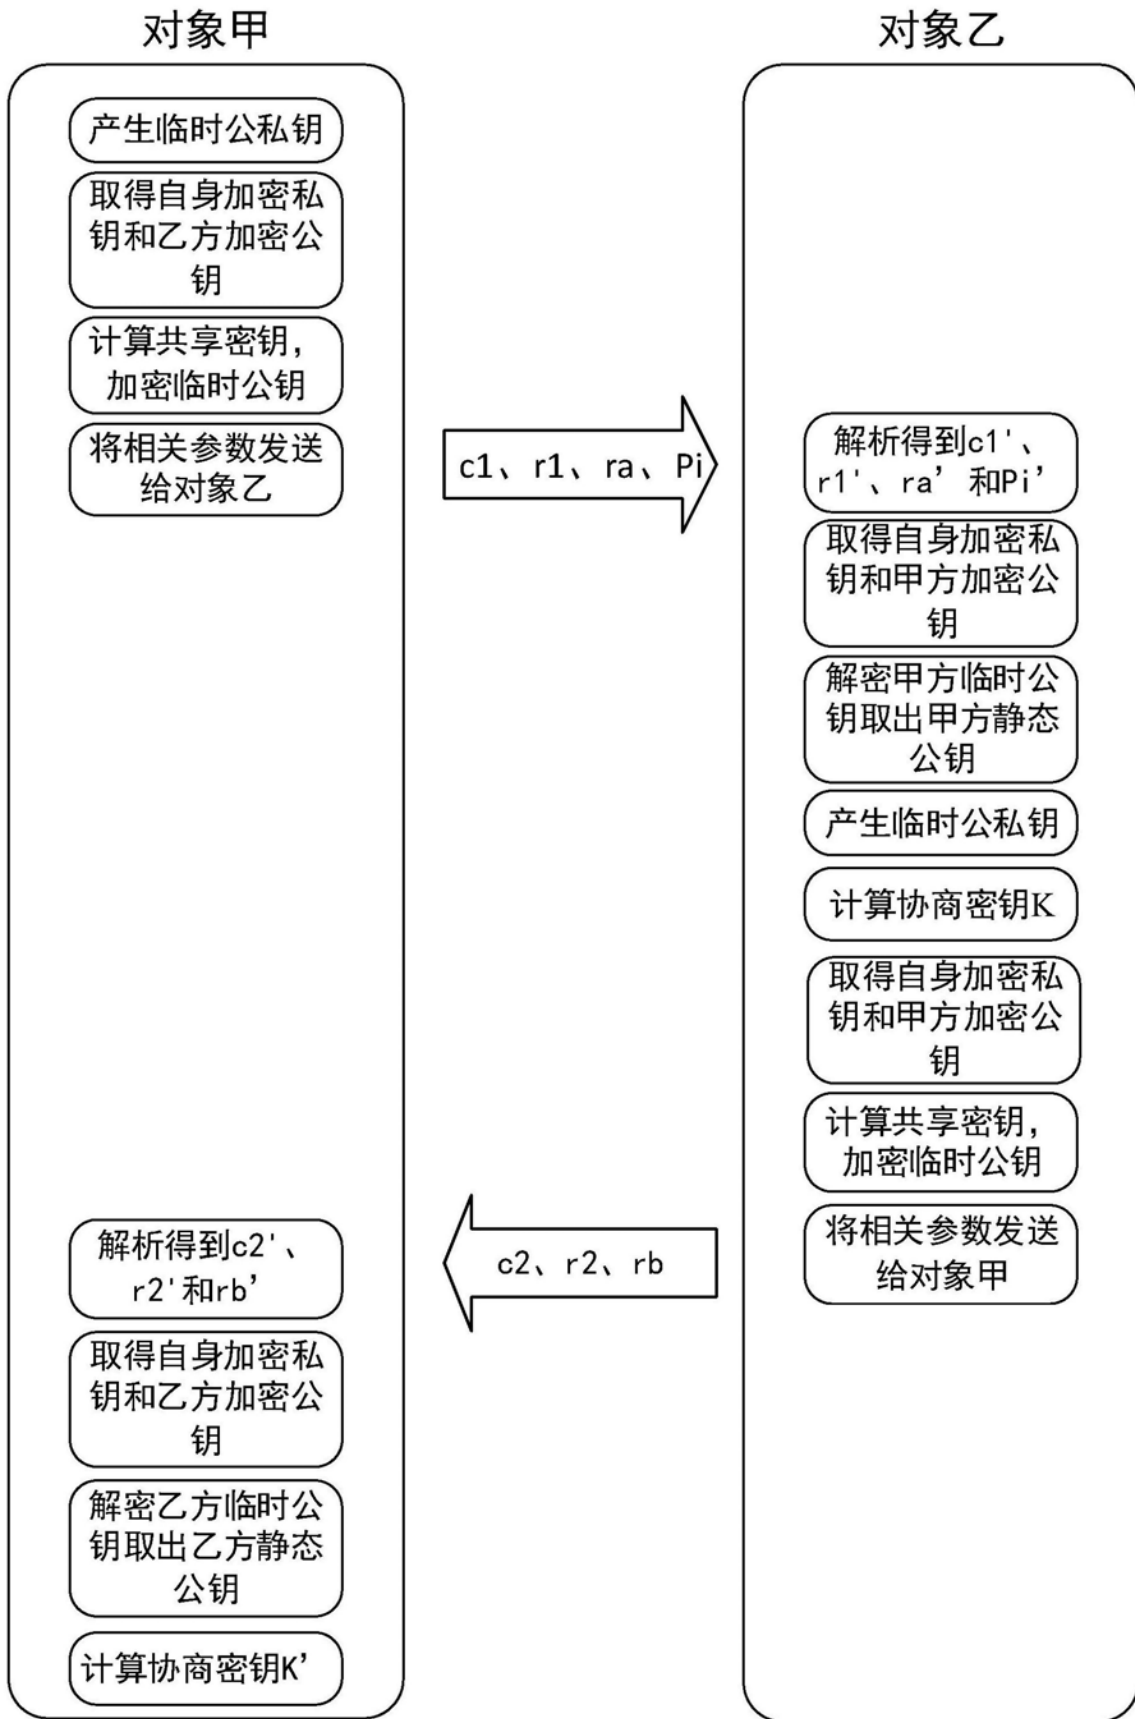 对象甲
对象乙
产生临时公私钥
取得自身加密私
钥和乙方加密公
钥
计算共享密钥，
加密临时公钥
将相关参数发送
给对象乙
c1、r1、ra、Pi
解析得到c1'、
r1'、ra’和Pi’
取得自身加密私
钥和甲方加密公
钥
解密甲方临时公
钥取出甲方静态
公钥
产生临时公私钥
计算协商密钥K
取得自身加密私
钥和甲方加密公
钥
计算共享密钥，
加密临时公钥
将相关参数发送
给对象甲
c2、r2、rb
解析得到c2'、
r2'和rb’
取得自身加密私
钥和乙方加密公
钥
解密乙方临时公
钥取出乙方静态
公钥
计算协商密钥K’